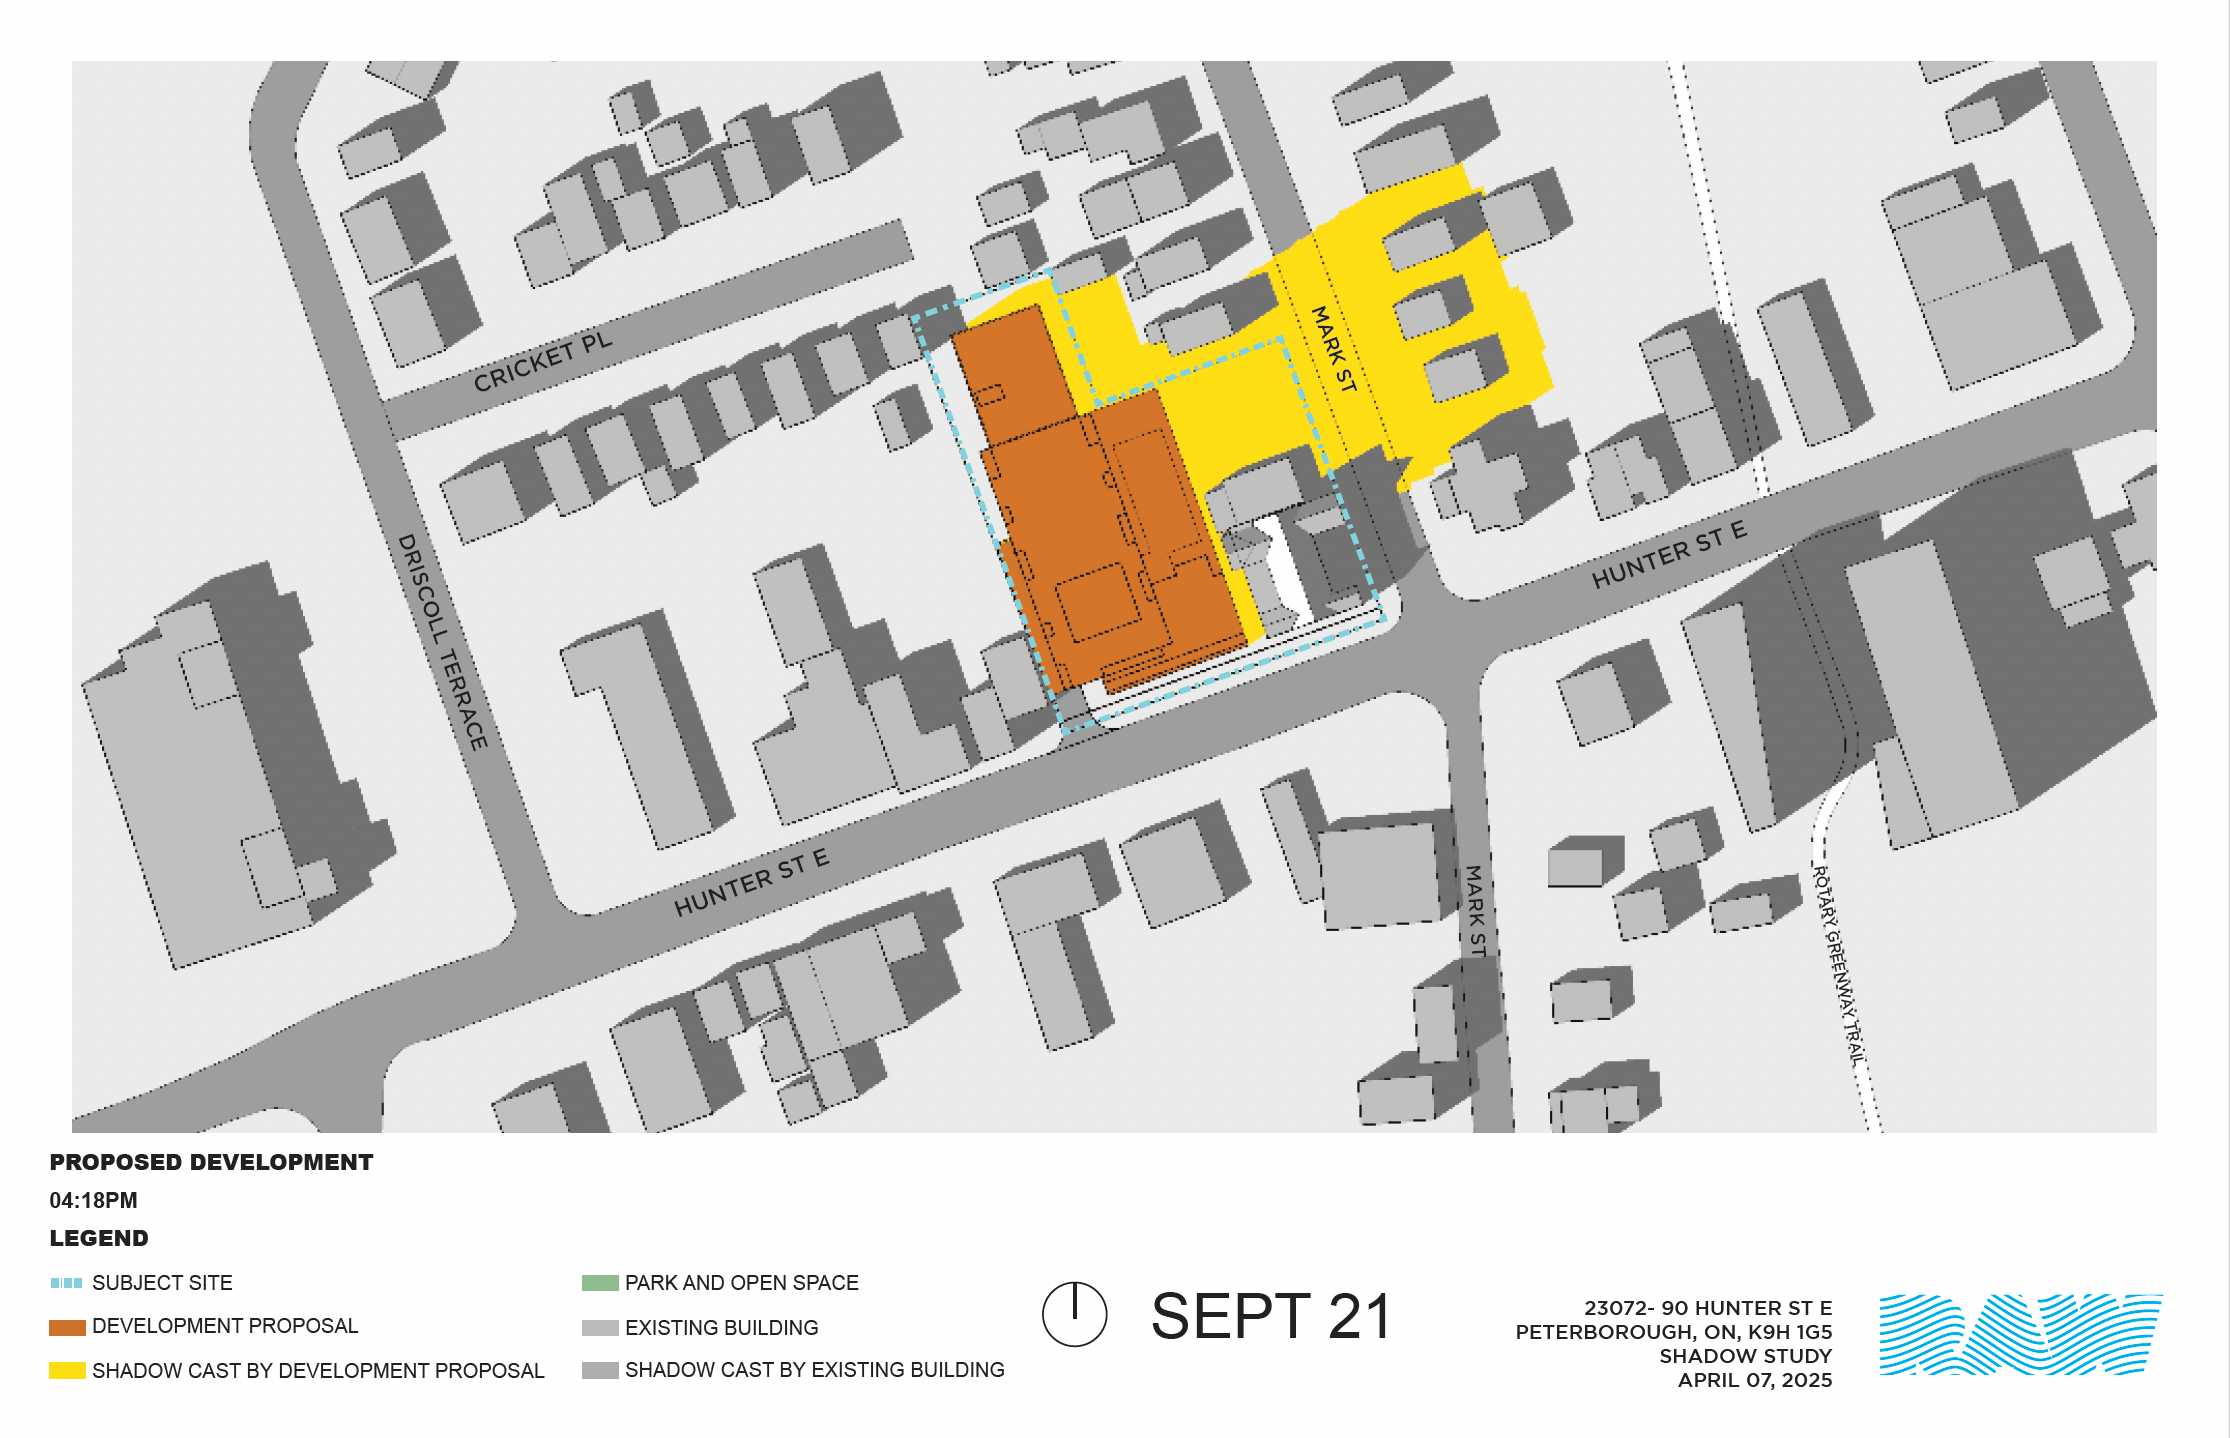 CRICKET PL
MARK ST
DRISCOLL TERRACE
HUNTER ST E
HUNTER ST E
MARK ST
ROTARY GREENWAY TRAIL
PROPOSED DEVELOPMENT
04:18PM
LEGEND
SUBJECT SITE
DEVELOPMENT PROPOSAL
SHADOW CAST BY DEVELOPMENT PROPOSAL
PARK AND OPEN SPACE
EXISTING BUILDING
SHADOW CAST BY EXISTING BUILDING
SEPT 21
23072- 90 HUNTER ST E
PETERBOROUGH, ON, K9H 1G5
SHADOW STUDY
APRIL 07, 2025